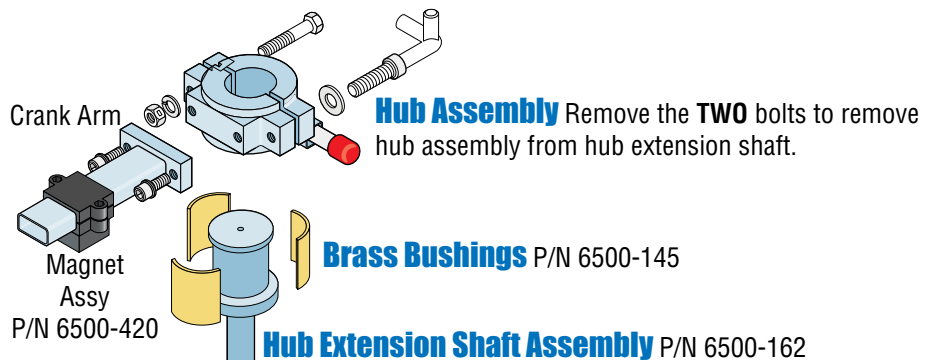 Crank Arm
Hub Assembly Remove the TWO bolts to remove
hub assembly from hub extension shaft.
Magnet
Assy
P/N 6500-420
Brass Bushings P/N 6500-145
Hub Extension Shaft Assembly P/N 6500-162